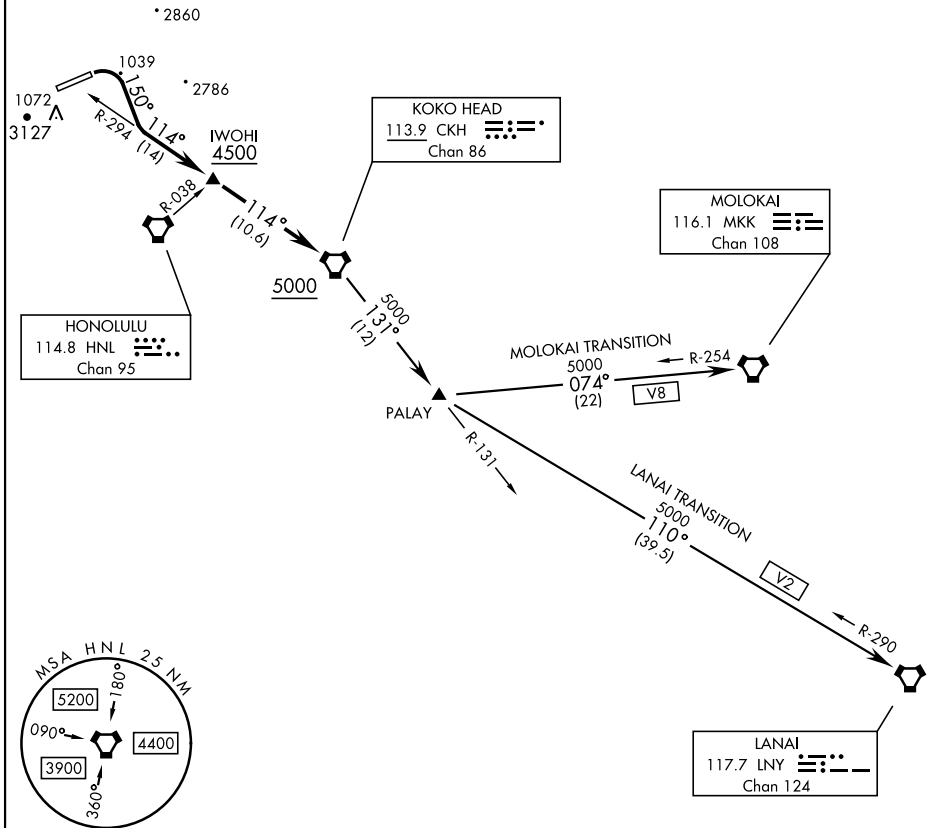 2860
1039
2786
1072
3127
150°
114°
R-294
(14)
IWOHI
4500
R-038
114°
(10.6)
KOKO HEAD
113.9 CKH
Chan 86
5000
HONOLULU
114.8 HNL
Chan 95
5000
131°
(12)
PALAY
R-131
MOLOKAI
116.1 MKK
Chan 108
MOLOKAI TRANSITION
5000
074°
(22)
R-254
V8
LANAI TRANSITION
5000
110°
(39.5)
V2
R-290
LANAI
117.7 LNY
Chan 124
MSA HNL 25 NM
5200
180°
090°
4400
3900
360°